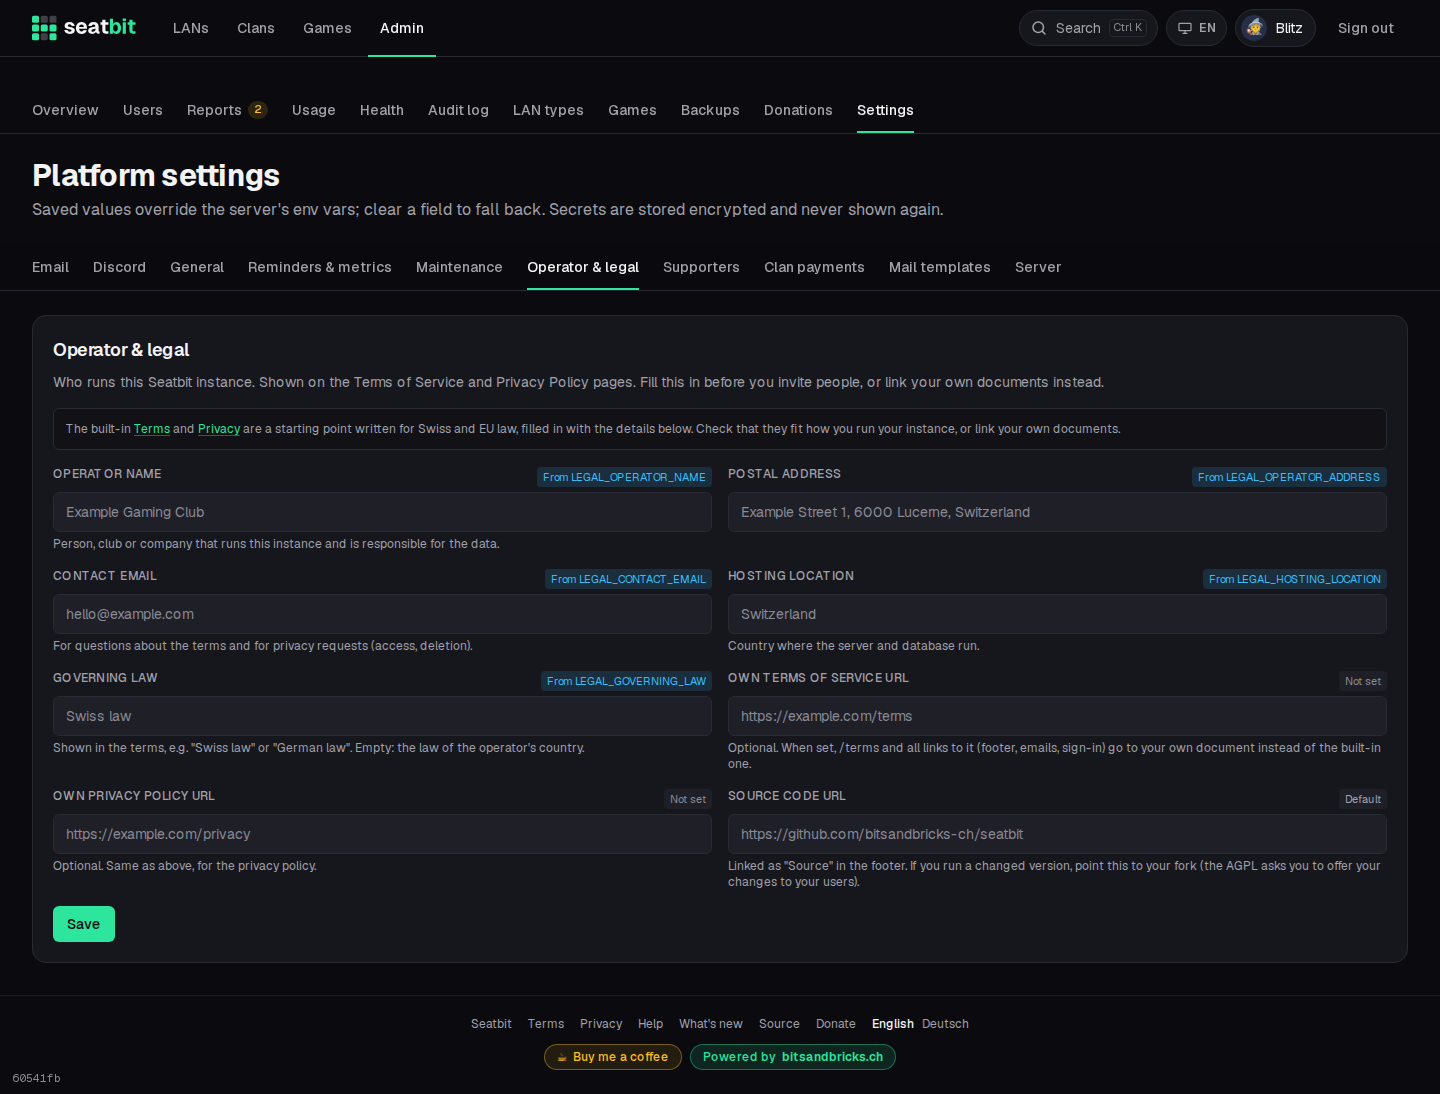 seatbit LANs Clans Games Admin Search Ctrl K EN Blitz Sign out
Overview Users Reports 2 Usage Health Audit log LAN types Games Backups Donations Settings
Platform settings
Saved values override the server's env vars; clear a field to fall back. Secrets are stored encrypted and never shown again.
Email Discord General Reminders & metrics Maintenance Operator & legal Supporters Clan payments Mail templates Server
Operator & legal
Who runs this Seatbit instance. Shown on the Terms of Service and Privacy Policy pages. Fill this in before you invite people, or link your own documents instead.
The built-in Terms and Privacy are a starting point written for Swiss and EU law, filled in with the details below. Check that they fit how you run your instance, or link your own documents.
OPERATOR NAME From LEGAL_OPERATOR_NAME
Example Gaming Club
Person, club or company that runs this instance and is responsible for the data.
POSTAL ADDRESS From LEGAL_OPERATOR_ADDRESS
Example Street 1, 6000 Lucerne, Switzerland
CONTACT EMAIL From LEGAL_CONTACT_EMAIL
hello@example.com
For questions about the terms and for privacy requests (access, deletion).
HOSTING LOCATION From LEGAL_HOSTING_LOCATION
Switzerland
Country where the server and database run.
GOVERNING LAW From LEGAL_GOVERNING_LAW
Swiss law
Shown in the terms, e.g. "Swiss law" or "German law". Empty: the law of the operator's country.
OWN TERMS OF SERVICE URL Not set
https://example.com/terms
Optional. When set, /terms and all links to it (footer, emails, sign-in) go to your own document instead of the built-in
one.
OWN PRIVACY POLICY URL Not set
https://example.com/privacy
Optional. Same as above, for the privacy policy.
SOURCE CODE URL Default
https://github.com/bitsandbricks-ch/seatbit
Linked as "Source" in the footer. If you run a changed version, point this to your fork (the AGPL asks you to offer your
changes to your users).
Save
Seatbit Terms Privacy Help What's new Source Donate English Deutsch
Buy me a coffee Powered by bitsandbricks.ch
60541fb